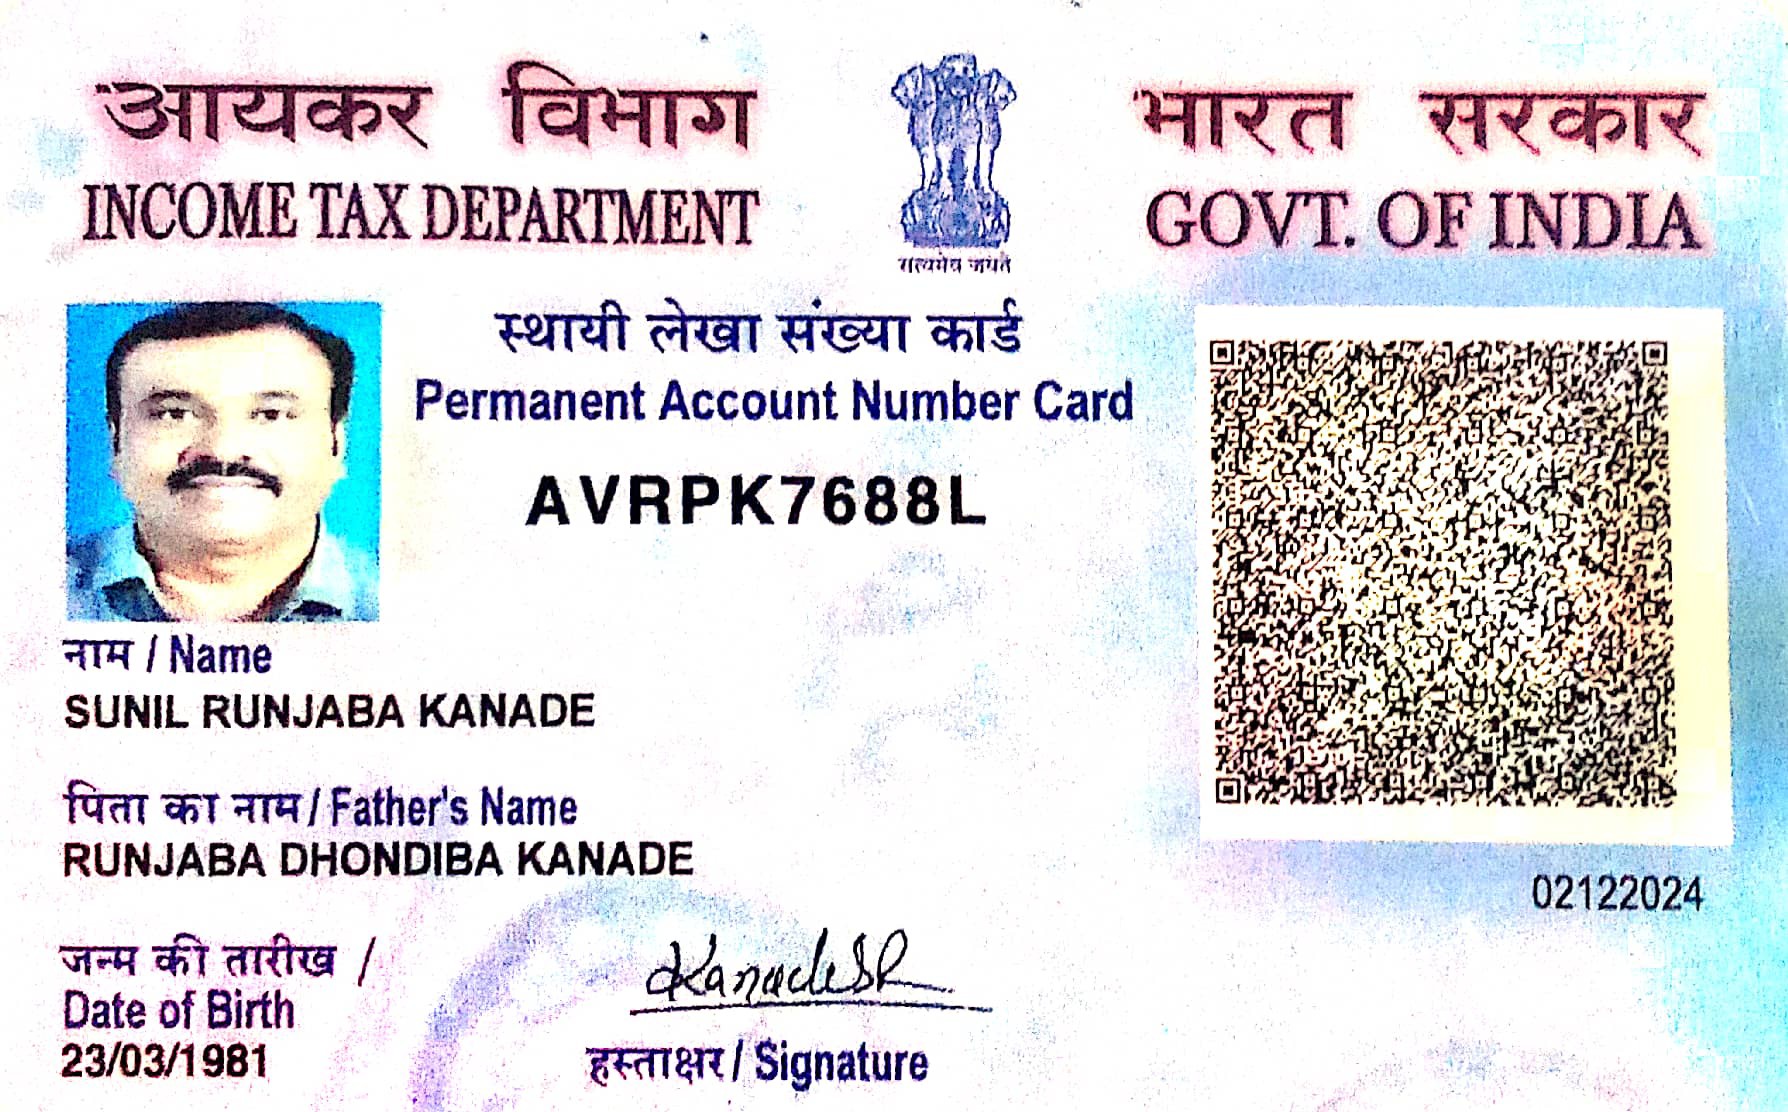 आयकर विभाग
INCOME TAX DEPARTMENT
सत्यमेव जयते
भारत सरकार
GOVT. OF INDIA
स्थायी लेखा संख्या कार्ड
Permanent Account Number Card
AVRPK7688L
नाम / Name
SUNIL RUNJABA KANADE
पिता का नाम / Father's Name
RUNJABA DHONDIBA KANADE
02122024
जन्म की तारीख /
Date of Birth
23/03/1981
KanadeSR
हस्ताक्षर / Signature